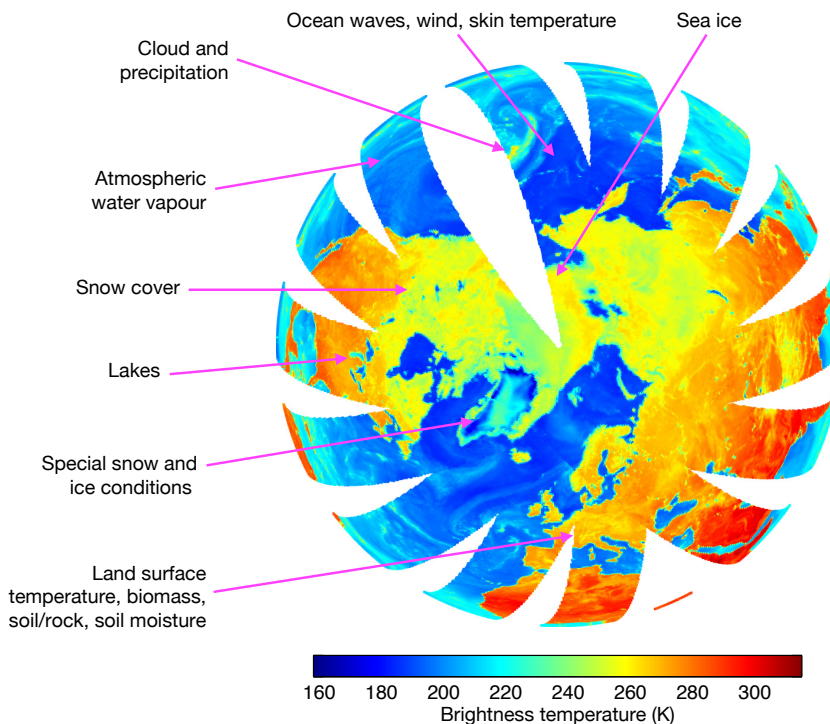 Ocean waves, wind, skin temperature
Sea ice
Cloud and
precipitation
Atmospheric
water vapour
Snow cover
Lakes
Special snow and
ice conditions
Land surface
temperature, biomass,
soil/rock, soil moisture
160 180 200 220 240 260 280 300
Brightness temperature (K)